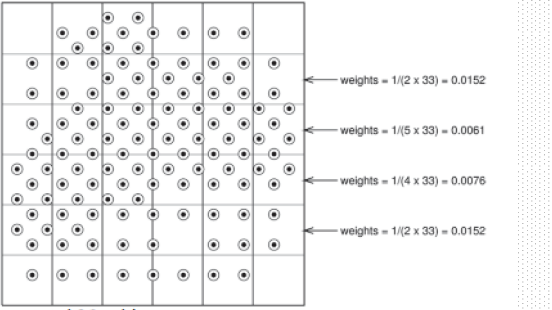 weights = 1/(2 x 33) = 0.0152
weights = 1/(5 x 33) = 0.0061
weights = 1/(4 x 33) = 0.0076
weights = 1/(2 x 33) = 0.0152